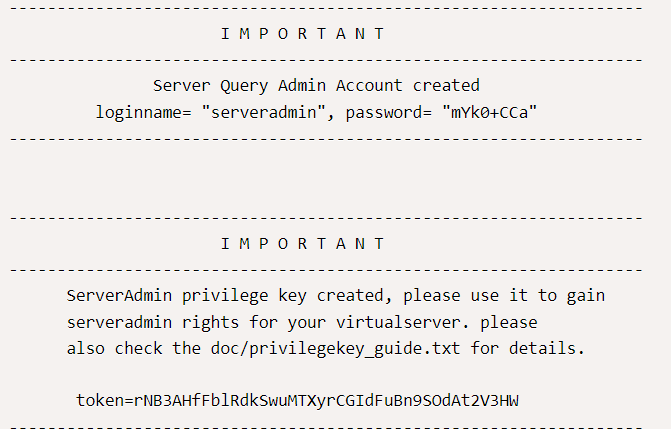 ------------------------------------------------------------------
I M P O R T A N T
------------------------------------------------------------------
Server Query Admin Account created
loginname= "serveradmin", password= "mYk0+CCa"
------------------------------------------------------------------
------------------------------------------------------------------
I M P O R T A N T
------------------------------------------------------------------
ServerAdmin privilege key created, please use it to gain
serveradmin rights for your virtualserver. please
also check the doc/privilegekey_guide.txt for details.
token=rNB3AHfFblRdkSwuMTXyrCGIdFuBn9SOdAt2V3HW
------------------------------------------------------------------